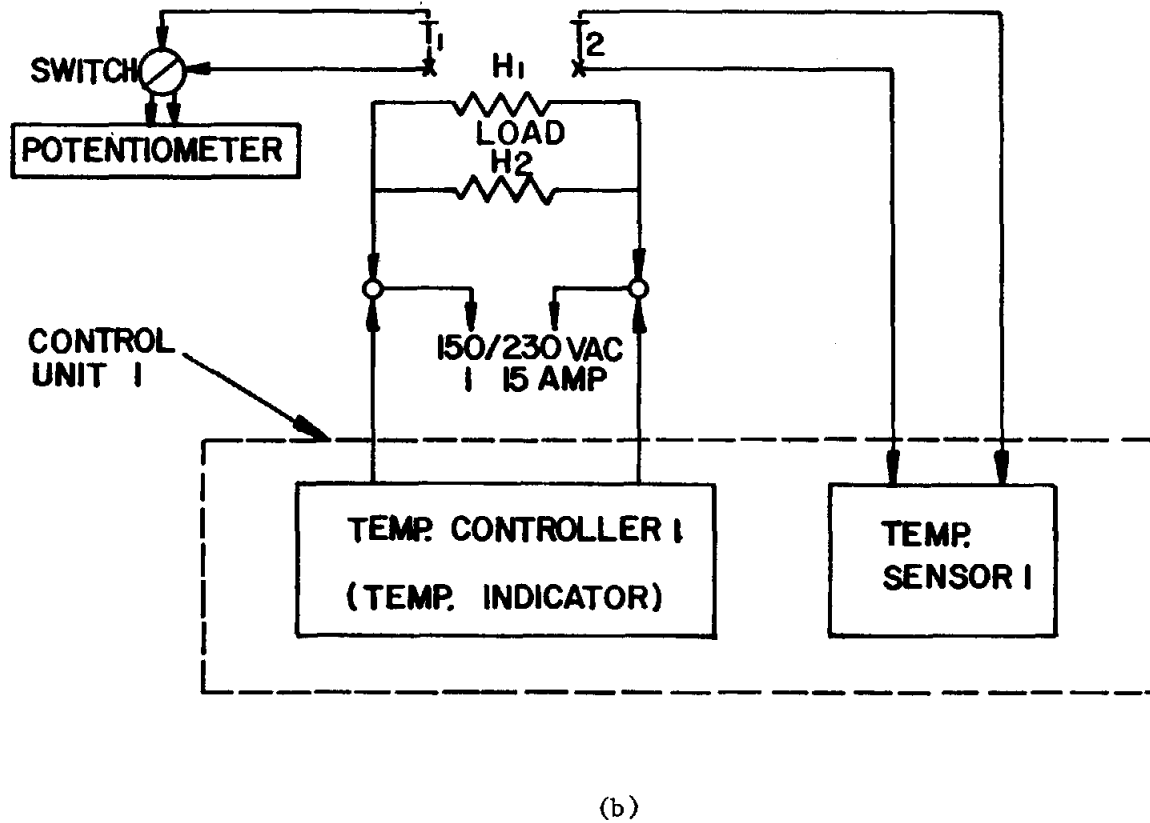 T1
T2
SWITCH
H1
LOAD
H2
POTENTIOMETER
150/230 VAC
1 15 AMP
CONTROL
UNIT 1
TEMP. CONTROLLER 1
(TEMP. INDICATOR)
TEMP.
SENSOR 1
(b)